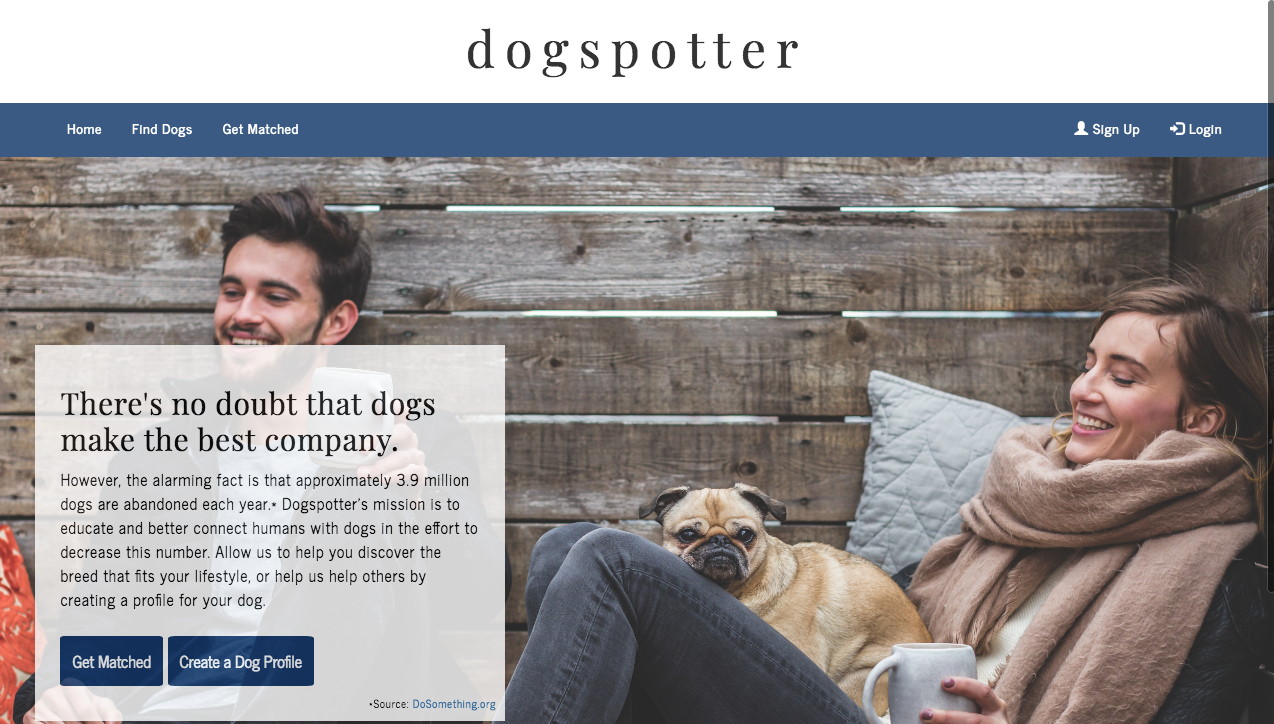 dogspotter
Home Find Dogs Get Matched Sign Up Login
There's no doubt that dogs
make the best company.
However, the alarming fact is that approximately 3.9 million
dogs are abandoned each year.* Dogspotter's mission is to
educate and better connect humans with dogs in the effort to
decrease this number. Allow us to help you discover the
breed that fits your lifestyle, or help us help others by
creating a profile for your dog.
Get Matched Create a Dog Profile
*Source: DoSomething.org